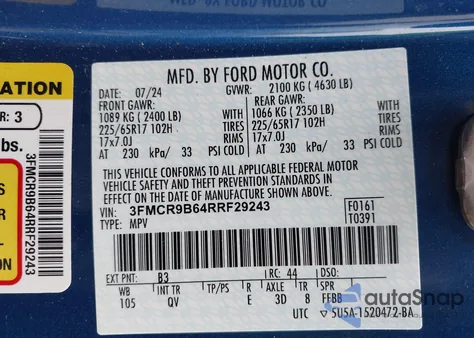 MFD. BY FORD MOTOR CO.
DATE: 07/24 GVWR: 2100 KG ( 4630 LB)
FRONT GAWR: REAR GAWR:
1089 KG ( 2400 LB) 1066 KG ( 2350 LB)
225/65R17 102H TIRES 225/65R17 102H TIRES
17x7.0J RIMS 17x7.0J RIMS
AT 230 kPa/ 33 PSI COLD AT 230 kPa/ 33 PSI COLD
THIS VEHICLE CONFORMS TO ALL APPLICABLE FEDERAL MOTOR
VEHICLE SAFETY AND THEFT PREVENTION STANDARDS IN
EFFECT ON THE DATE OF MANUFACTURE SHOWN ABOVE.
VIN: 3FMCR9B64RRF29243 F0161
TYPE: MPV T0391
EXT PNT: B3 RC: 44 DSO:
WB INT TR TP/PS R AXLE TR SPR
105 QV E 3D 8 FFBB
UTC 5U5A-1520472-BA
ATION
R: 3
bs.
3FMCR9B64RRF29243
autoSnap